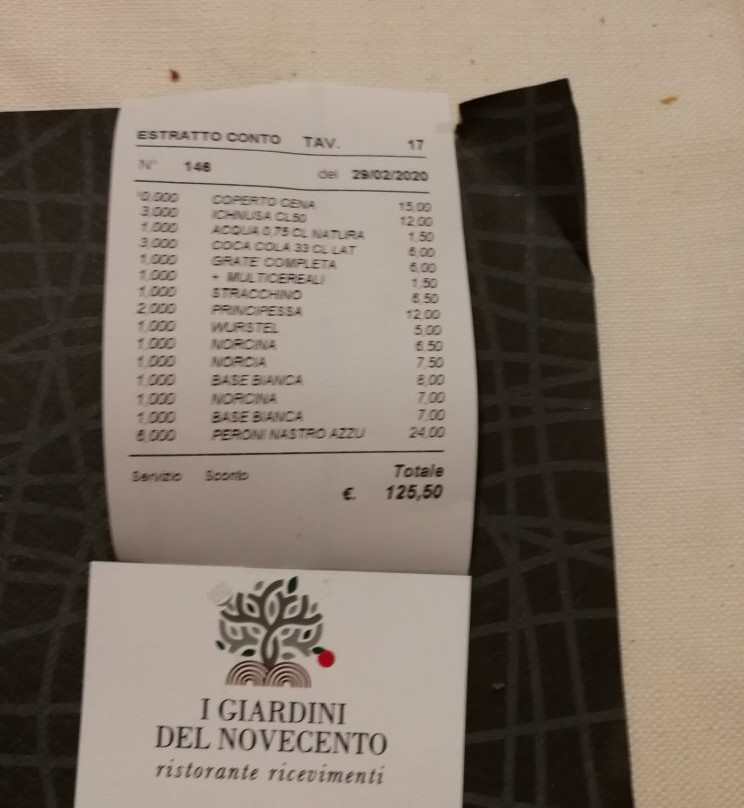 ESTRATTO CONTO TAV. 17
N° 146 del 29/02/2020
10,000 COPERTO CENA 15,00
3,000 ICHNUSA CL50 12,00
1,000 ACQUA 0,75 CL NATURA 1,50
3,000 COCA COLA 33 CL LAT 6,00
1,000 GRATE' COMPLETA 6,00
1,000 + MULTICEREALI 1,50
1,000 STRACCHINO 6,50
2,000 PRINCIPESSA 12,00
1,000 WURSTEL 5,00
1,000 NORCINA 6,50
1,000 NORCIA 7,50
1,000 BASE BIANCA 8,00
1,000 NORCINA 7,00
1,000 BASE BIANCA 7,00
6,000 PERONI NASTRO AZZU 24,00
Servizio Sconto Totale
€. 125,50
I GIARDINI
DEL NOVECENTO
ristorante ricevimenti